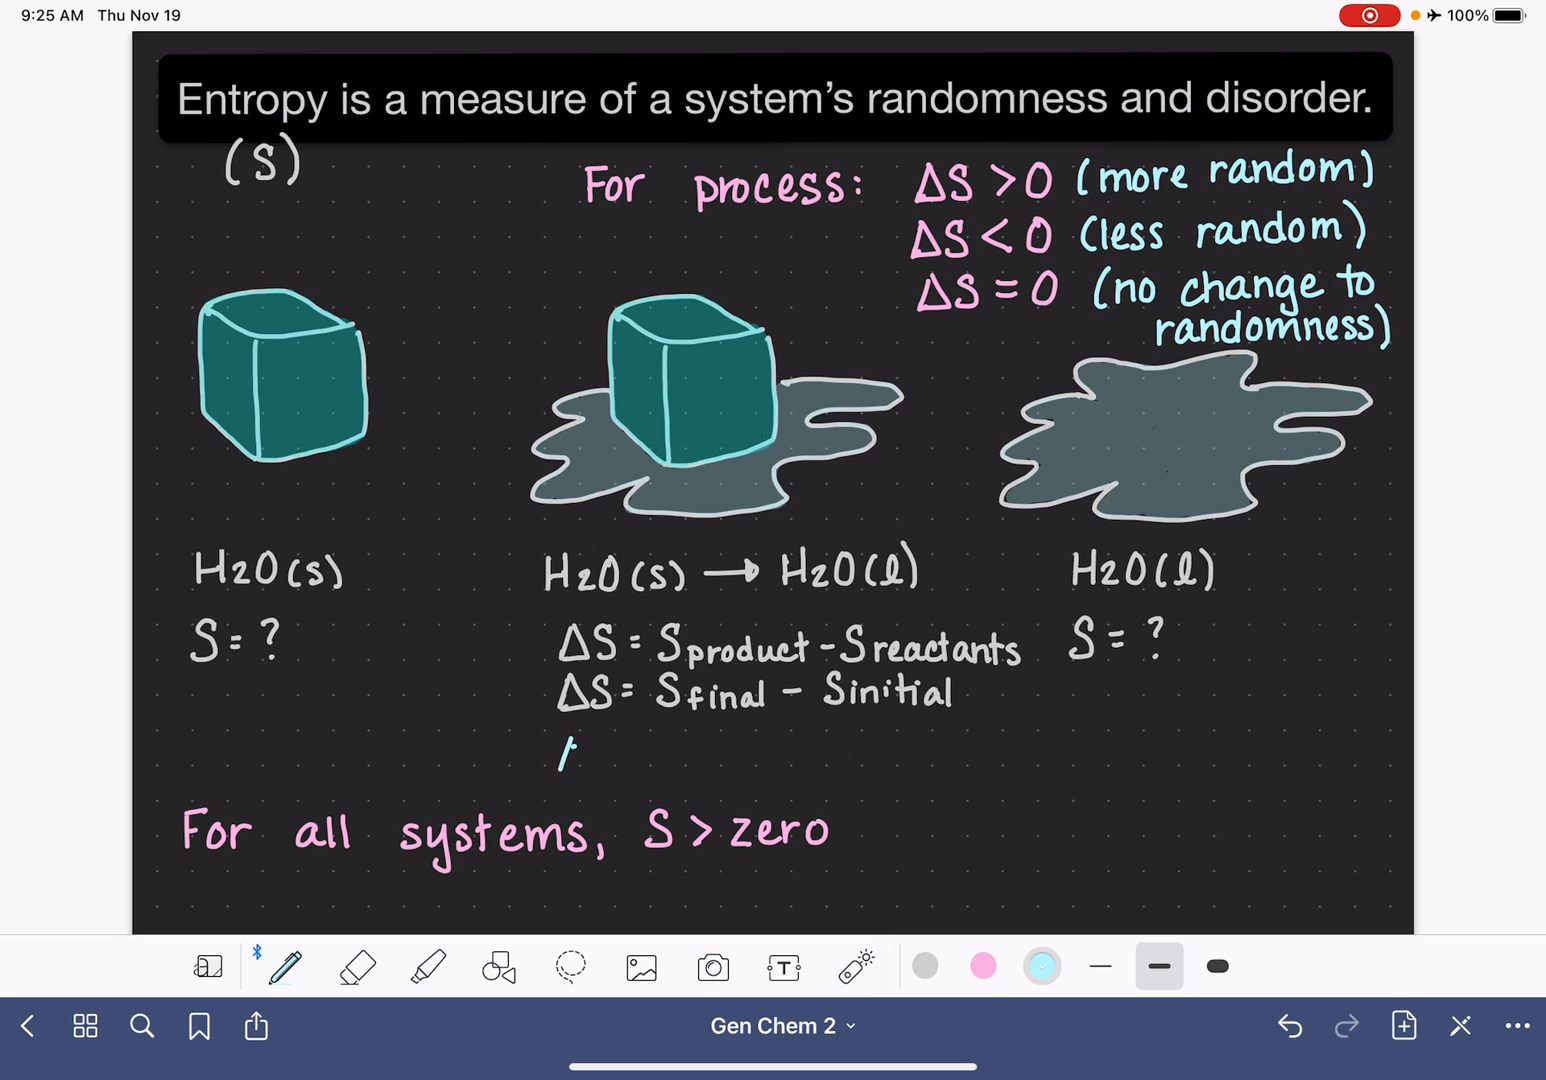 9:25 AM Thu Nov 19
100%
Entropy is a measure of a system's randomness and disorder.
(S)
For process: ΔS > 0 (more random)
ΔS < 0 (less random)
ΔS = 0 (no change to
randomness)
H2O(s)
H2O(s) → H2O(l)
H2O(l)
S = ?
ΔS = Sproduct - Sreactants
S = ?
ΔS = Sfinal - Sinitial
For all systems, S > zero
T
Gen Chem 2